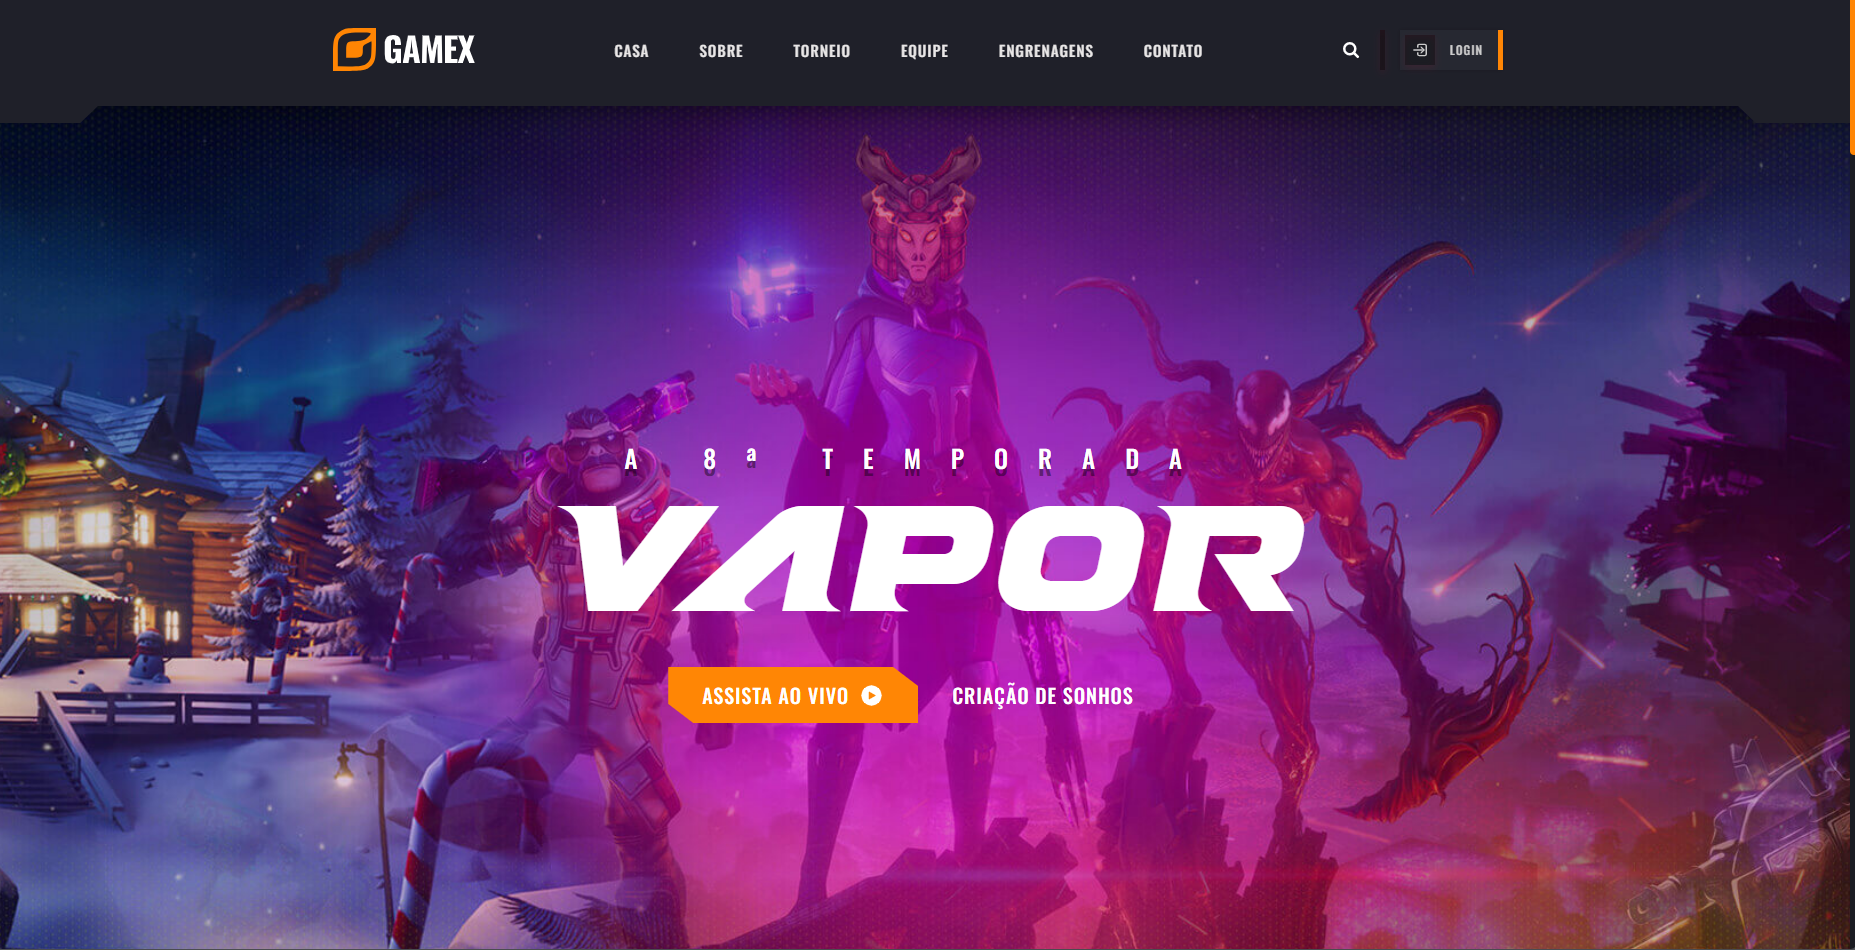 GAMEX
CASA SOBRE TORNEIO EQUIPE ENGRENAGENS CONTATO LOGIN
A 8ª TEMPORADA
VAPOR
ASSISTA AO VIVO CRIAÇÃO DE SONHOS